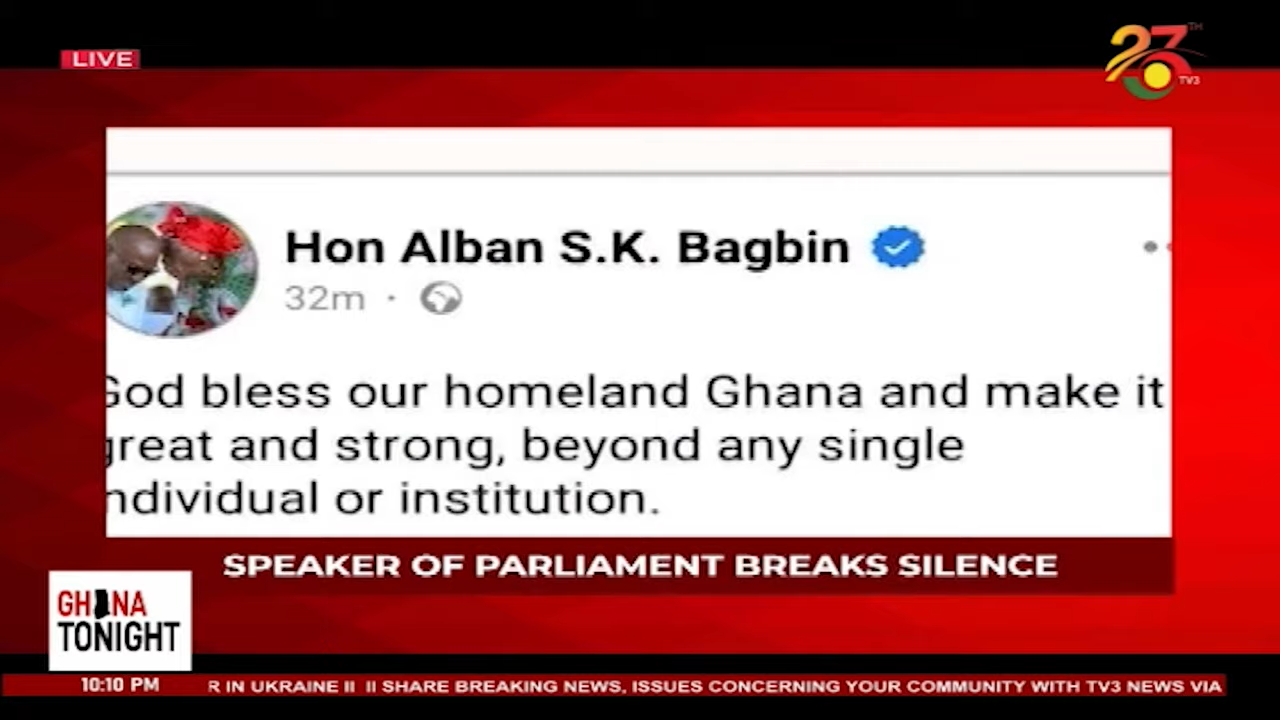 LIVE
23TH
TV3
Hon Alban S.K. Bagbin
32m ·
God bless our homeland Ghana and make it
great and strong, beyond any single
ndividual or institution.
SPEAKER OF PARLIAMENT BREAKS SILENCE
GHANA
TONIGHT
10:10 PM R IN UKRAINE II II SHARE BREAKING NEWS, ISSUES CONCERNING YOUR COMMUNITY WITH TV3 NEWS VIA